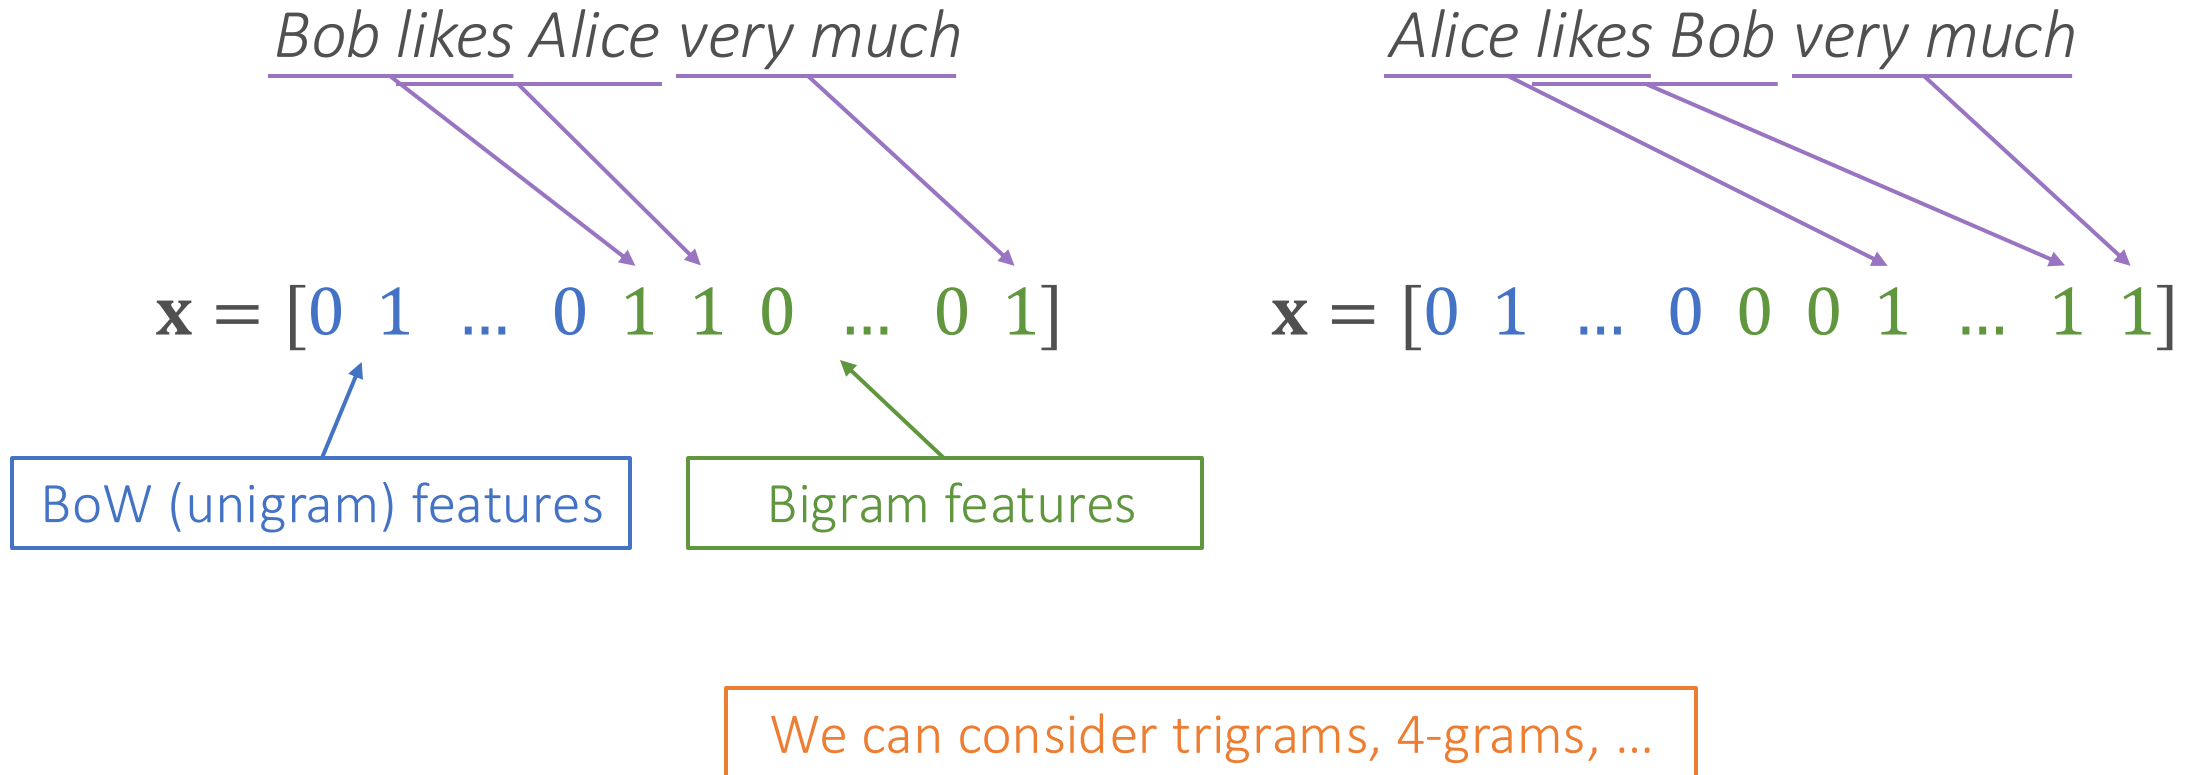 Bob likes Alice very much
Alice likes Bob very much
x = [0 1 ... 0 1 1 0 ... 0 1]
x = [0 1 ... 0 0 0 1 ... 1 1]
BoW (unigram) features
Bigram features
We can consider trigrams, 4-grams, ...